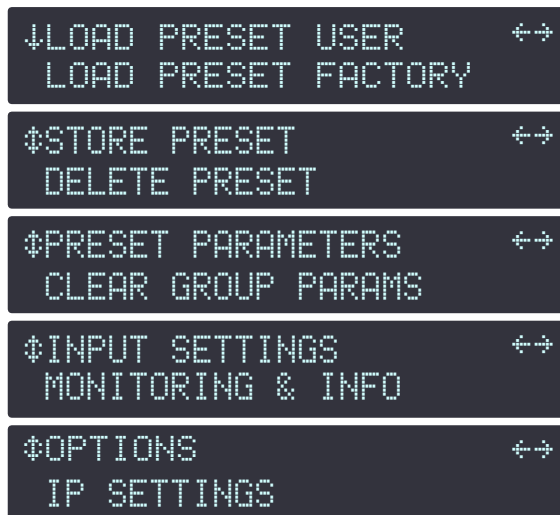 ↓LOAD PRESET USER ←→
LOAD PRESET FACTORY
↕STORE PRESET ←→
DELETE PRESET
↕PRESET PARAMETERS ←→
CLEAR GROUP PARAMS
↕INPUT SETTINGS ←→
MONITORING & INFO
↕OPTIONS ←→
IP SETTINGS